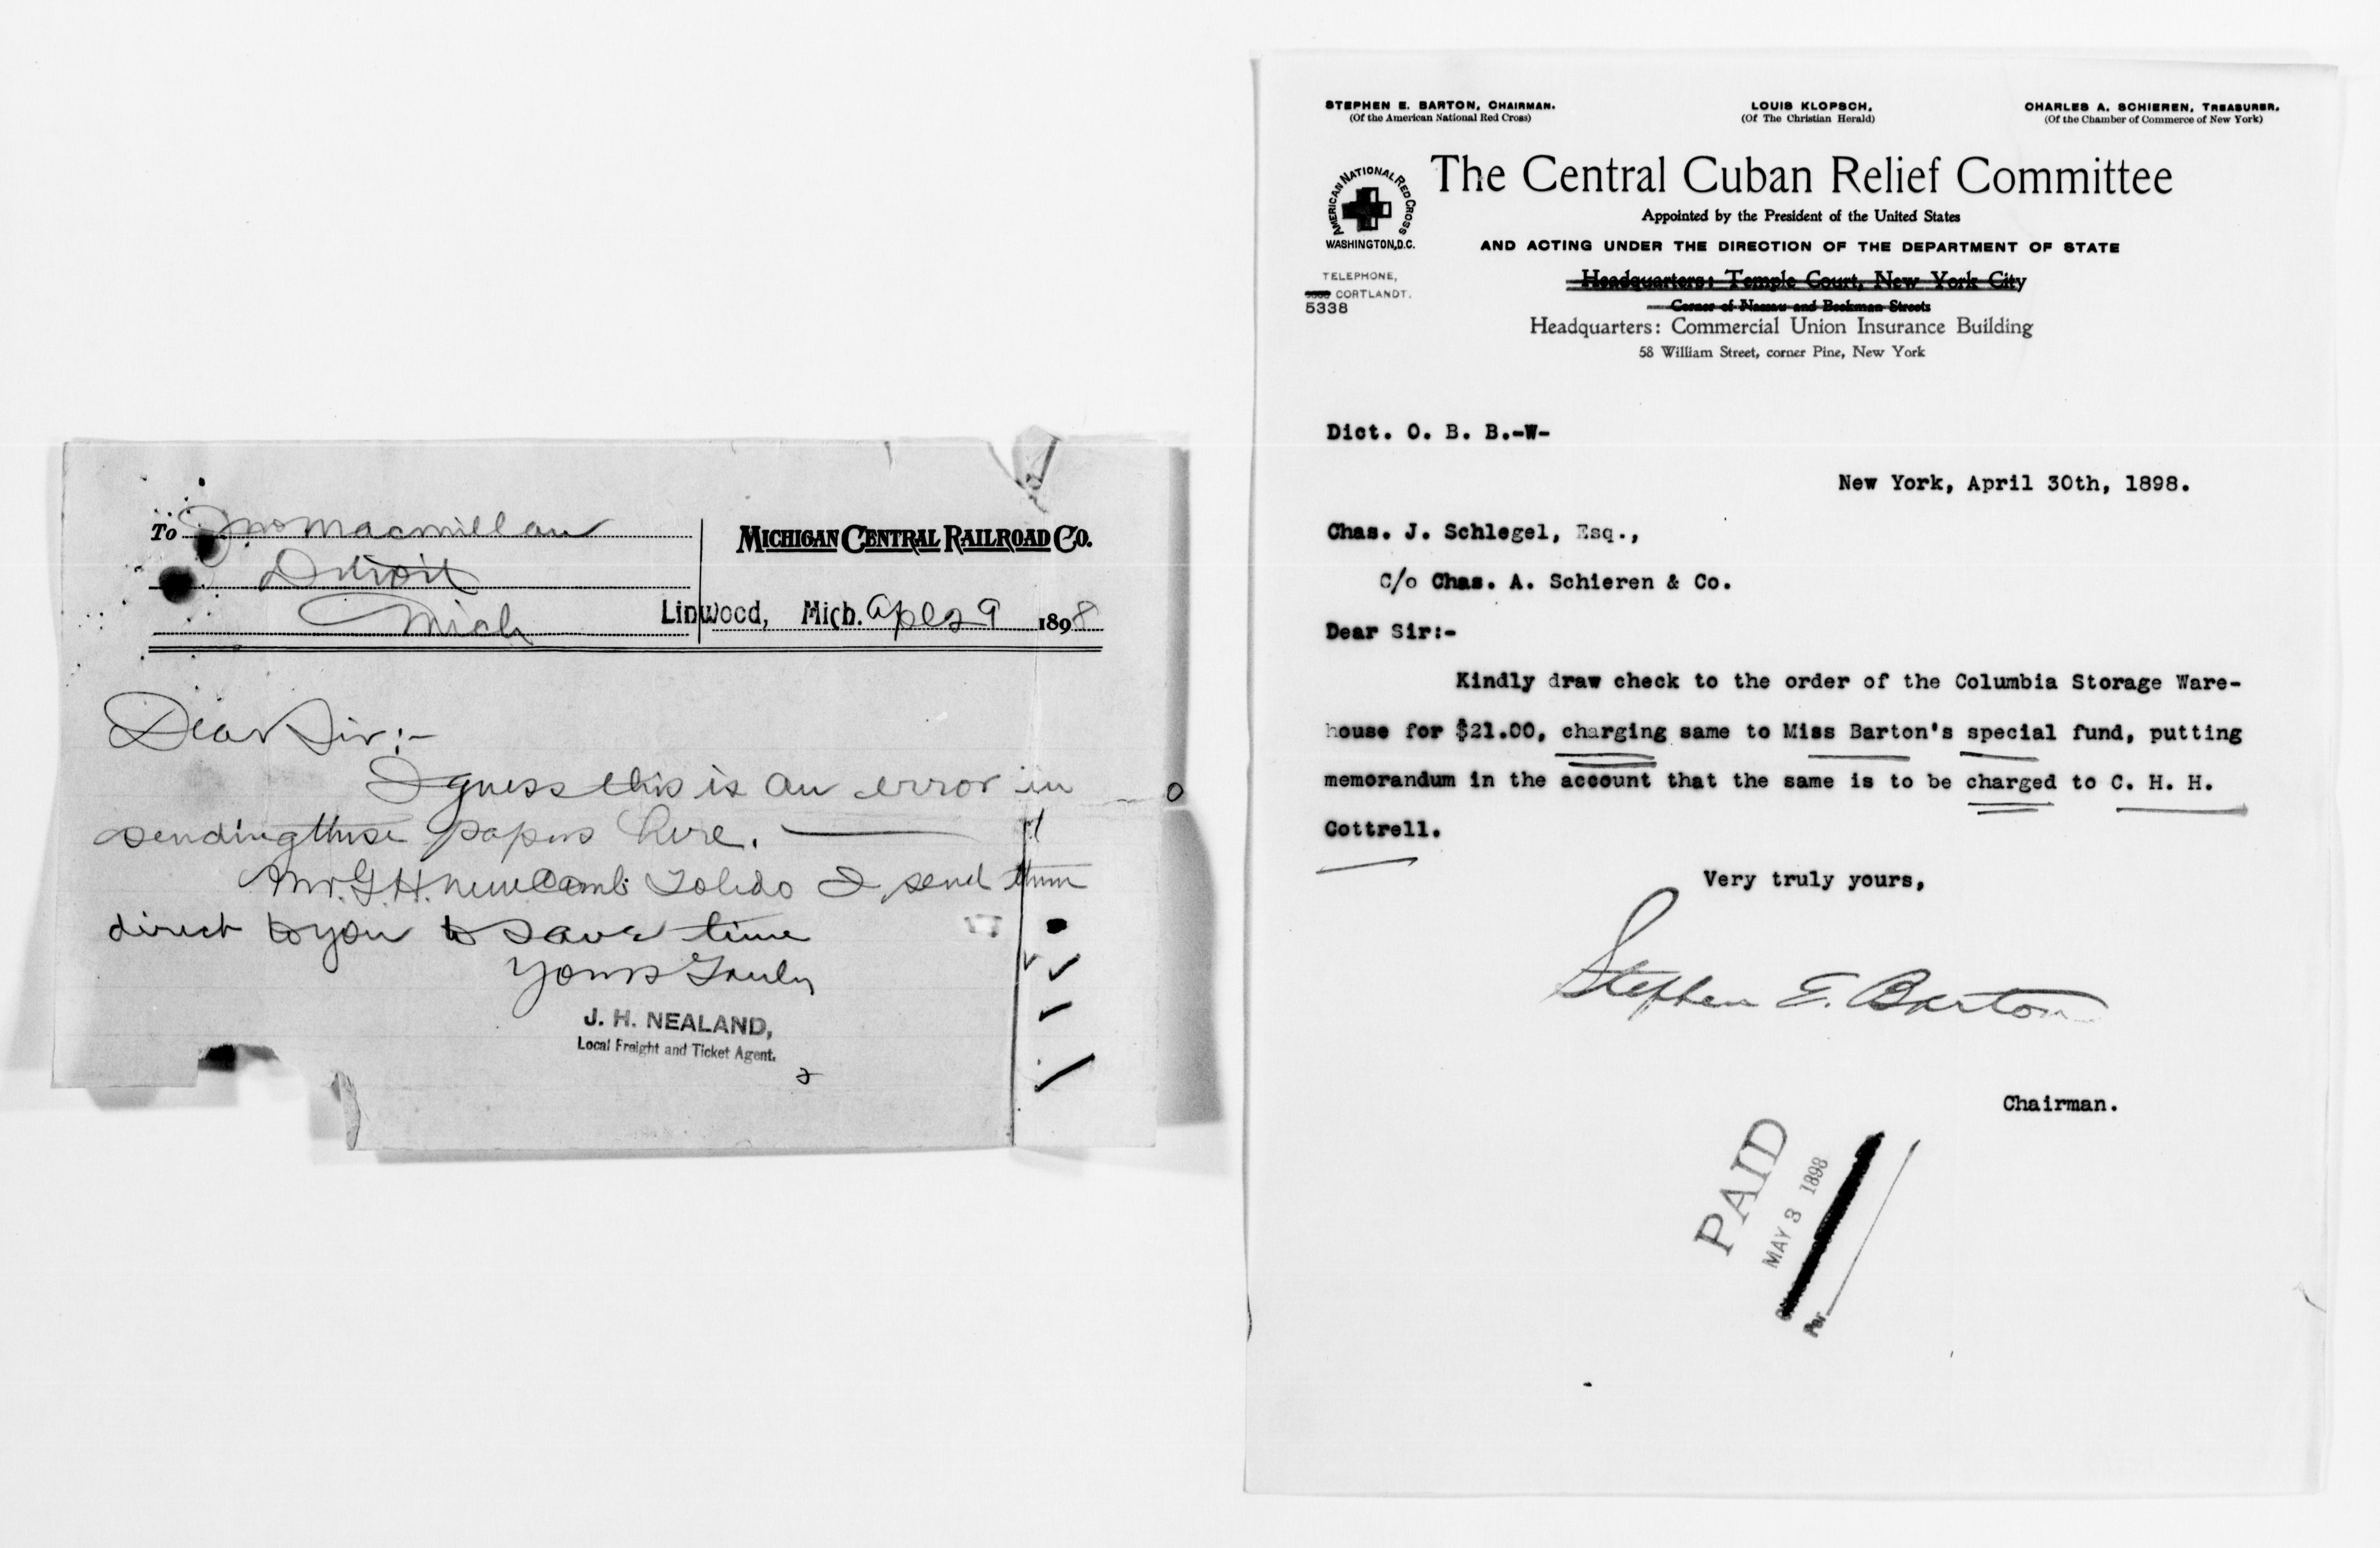 To Jno Macmillan
Detroit
Mich
MICHIGAN CENTRAL RAILROAD CO.
Linwood, Mich. Apl 29 1898
Dear Sir:-
I guess this is an error in
sending these papers here.
Mr. G. H. Newcomb Toledo I send them
direct to you to save time
Yours Truly
J. H. NEALAND,
Local Freight and Ticket Agent.
STEPHEN E. BARTON, CHAIRMAN.
(Of the American National Red Cross)
LOUIS KLOPSCH,
(Of The Christian Herald)
CHARLES A. SCHIEREN, TREASURER.
(Of the Chamber of Commerce of New York)
AMERICAN NATIONAL RED CROSS
WASHINGTON, D.C.
The Central Cuban Relief Committee
Appointed by the President of the United States
AND ACTING UNDER THE DIRECTION OF THE DEPARTMENT OF STATE
TELEPHONE,
CORTLANDT.
5338
Headquarters: Temple Court, New York City
Corner of Nassau and Beekman Streets
Headquarters: Commercial Union Insurance Building
58 William Street, corner Pine, New York
Dict. O. B. B.-W-
New York, April 30th, 1898.
Chas. J. Schlegel, Esq.,
C/o Chas. A. Schieren & Co.
Dear Sir:-
Kindly draw check to the order of the Columbia Storage Ware-
house for $21.00, charging same to Miss Barton's special fund, putting
memorandum in the account that the same is to be charged to C. H. H.
Cottrell.
Very truly yours,
Stephen E. Barton
Chairman.
PAID
MAY 3 1898
Per